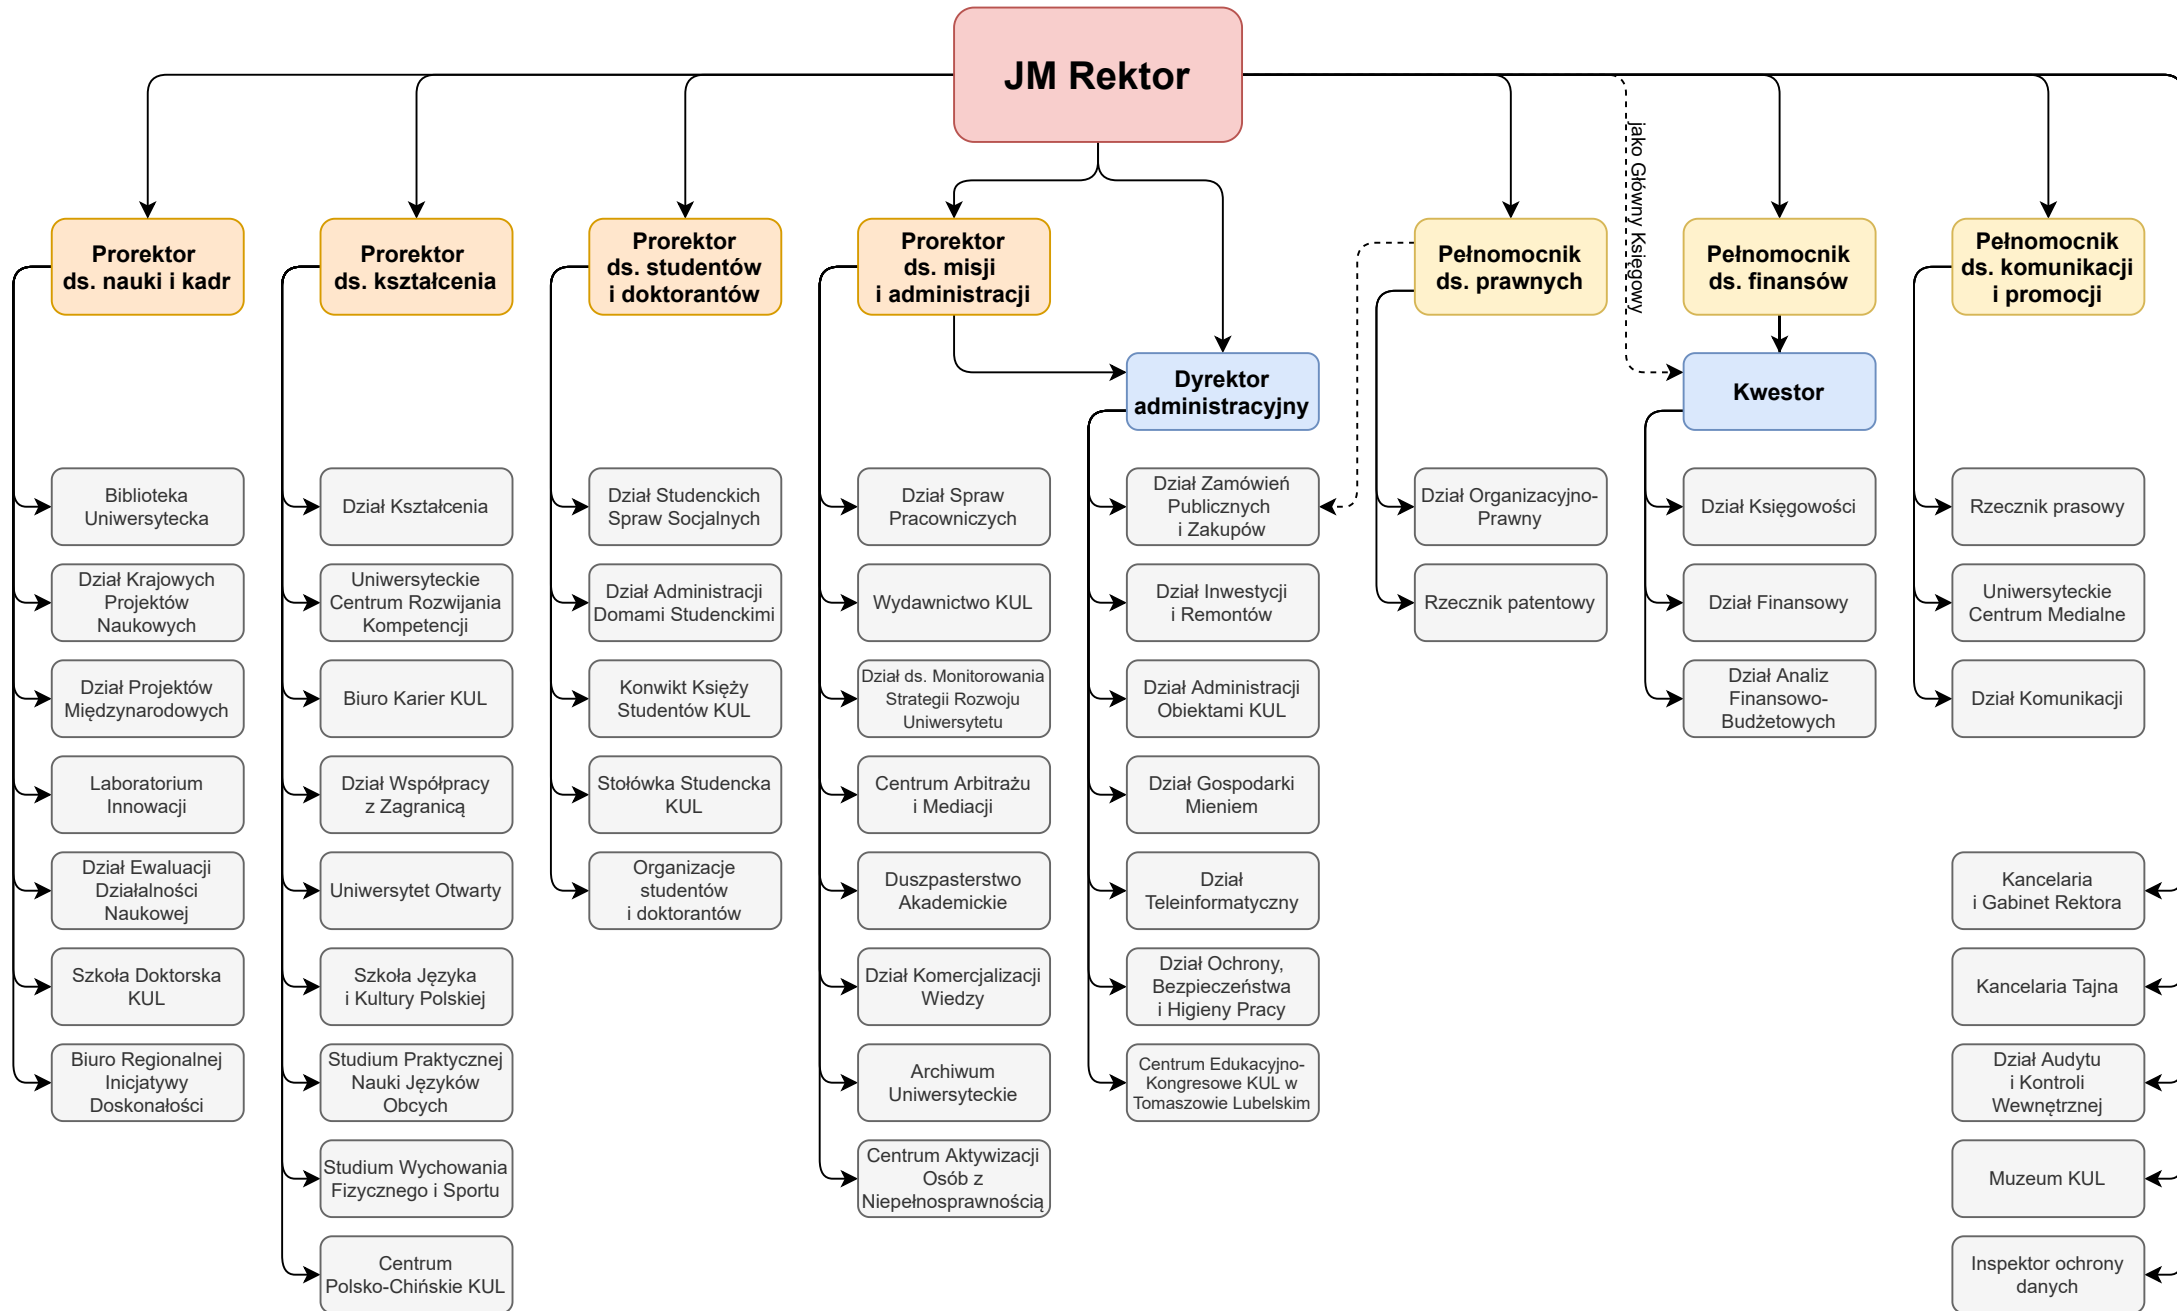 JM Rektor
jako Główny Księgowy
Prorektor
ds. nauki i kadr
Prorektor
ds. kształcenia
Prorektor
ds. studentów
i doktorantów
Prorektor
ds. misji
i administracji
Pełnomocnik
ds. prawnych
Pełnomocnik
ds. finansów
Pełnomocnik
ds. komunikacji
i promocji
Dyrektor
administracyjny
Kwestor
Biblioteka
Uniwersytecka
Dział Krajowych
Projektów
Naukowych
Dział Projektów
Międzynarodowych
Laboratorium
Innowacji
Dział Ewaluacji
Działalności
Naukowej
Szkoła Doktorska
KUL
Biuro Regionalnej
Inicjatywy
Doskonałości
Dział Kształcenia
Uniwersyteckie
Centrum Rozwijania
Kompetencji
Biuro Karier KUL
Dział Współpracy
z Zagranicą
Uniwersytet Otwarty
Szkoła Języka
i Kultury Polskiej
Studium Praktycznej
Nauki Języków
Obcych
Studium Wychowania
Fizycznego i Sportu
Centrum
Polsko-Chińskie KUL
Dział Studenckich
Spraw Socjalnych
Dział Administracji
Domami Studenckimi
Konwikt Księży
Studentów KUL
Stołówka Studencka
KUL
Organizacje
studentów
i doktorantów
Dział Spraw
Pracowniczych
Wydawnictwo KUL
Dział ds. Monitorowania
Strategii Rozwoju
Uniwersytetu
Centrum Arbitrażu
i Mediacji
Duszpasterstwo
Akademickie
Dział Komercjalizacji
Wiedzy
Archiwum
Uniwersyteckie
Centrum Aktywizacji
Osób z
Niepełnosprawnością
Dział Zamówień
Publicznych
i Zakupów
Dział Inwestycji
i Remontów
Dział Administracji
Obiektami KUL
Dział Gospodarki
Mieniem
Dział
Teleinformatyczny
Dział Ochrony,
Bezpieczeństwa
i Higieny Pracy
Centrum Edukacyjno-
Kongresowe KUL w
Tomaszowie Lubelskim
Dział Organizacyjno-
Prawny
Rzecznik patentowy
Dział Księgowości
Dział Finansowy
Dział Analiz
Finansowo-
Budżetowych
Rzecznik prasowy
Uniwersyteckie
Centrum Medialne
Dział Komunikacji
Kancelaria
i Gabinet Rektora
Kancelaria Tajna
Dział Audytu
i Kontroli
Wewnętrznej
Muzeum KUL
Inspektor ochrony
danych